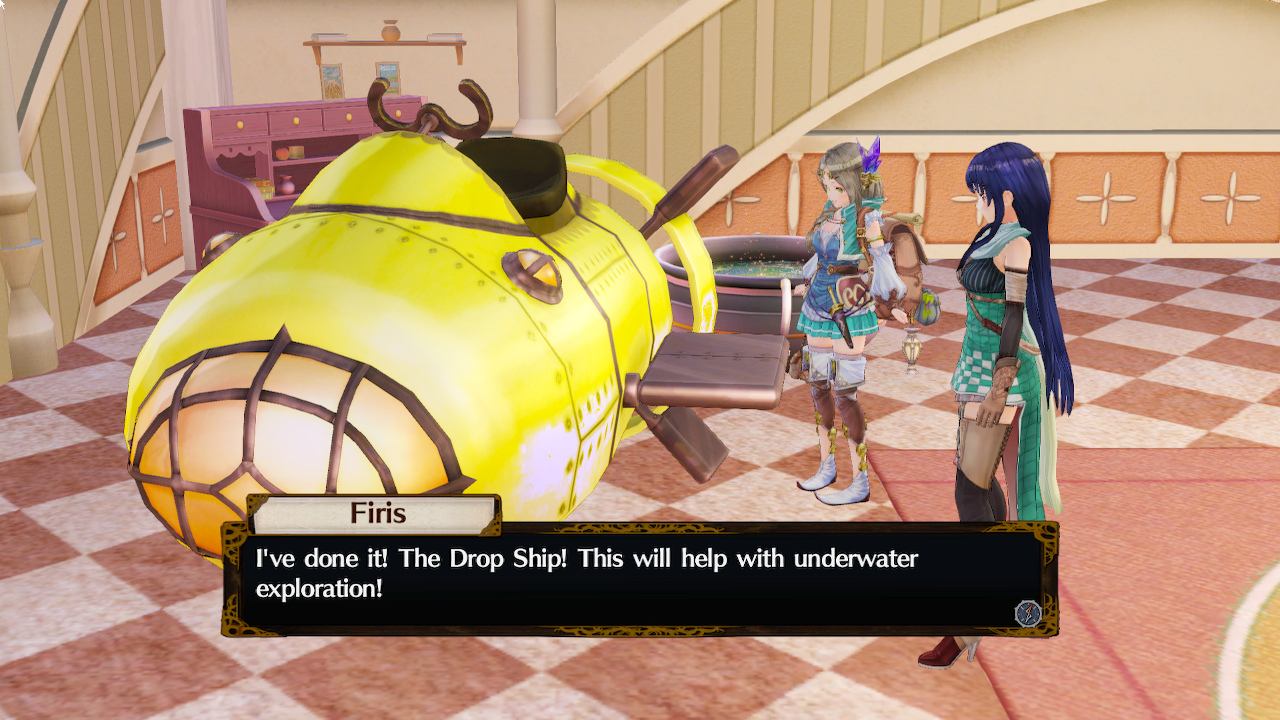 Firis
I've done it! The Drop Ship! This will help with underwater
exploration!